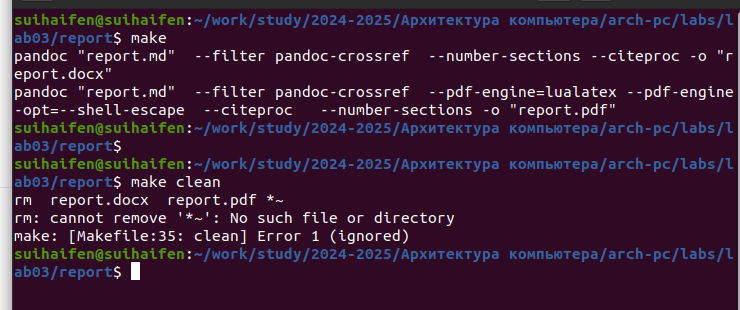 suihaifen@suihaifen:~/work/study/2024-2025/Архитектура компьютера/arch-pc/labs/l
ab03/report$ make
pandoc "report.md"  --filter pandoc-crossref  --number-sections --citeproc -o "r
eport.docx"
pandoc "report.md"  --filter pandoc-crossref  --pdf-engine=lualatex --pdf-engine
-opt=--shell-escape  --citeproc   --number-sections -o "report.pdf"
suihaifen@suihaifen:~/work/study/2024-2025/Архитектура компьютера/arch-pc/labs/l
ab03/report$
suihaifen@suihaifen:~/work/study/2024-2025/Архитектура компьютера/arch-pc/labs/l
ab03/report$ make clean
rm  report.docx  report.pdf *~
rm: cannot remove '*~': No such file or directory
make: [Makefile:35: clean] Error 1 (ignored)
suihaifen@suihaifen:~/work/study/2024-2025/Архитектура компьютера/arch-pc/labs/l
ab03/report$